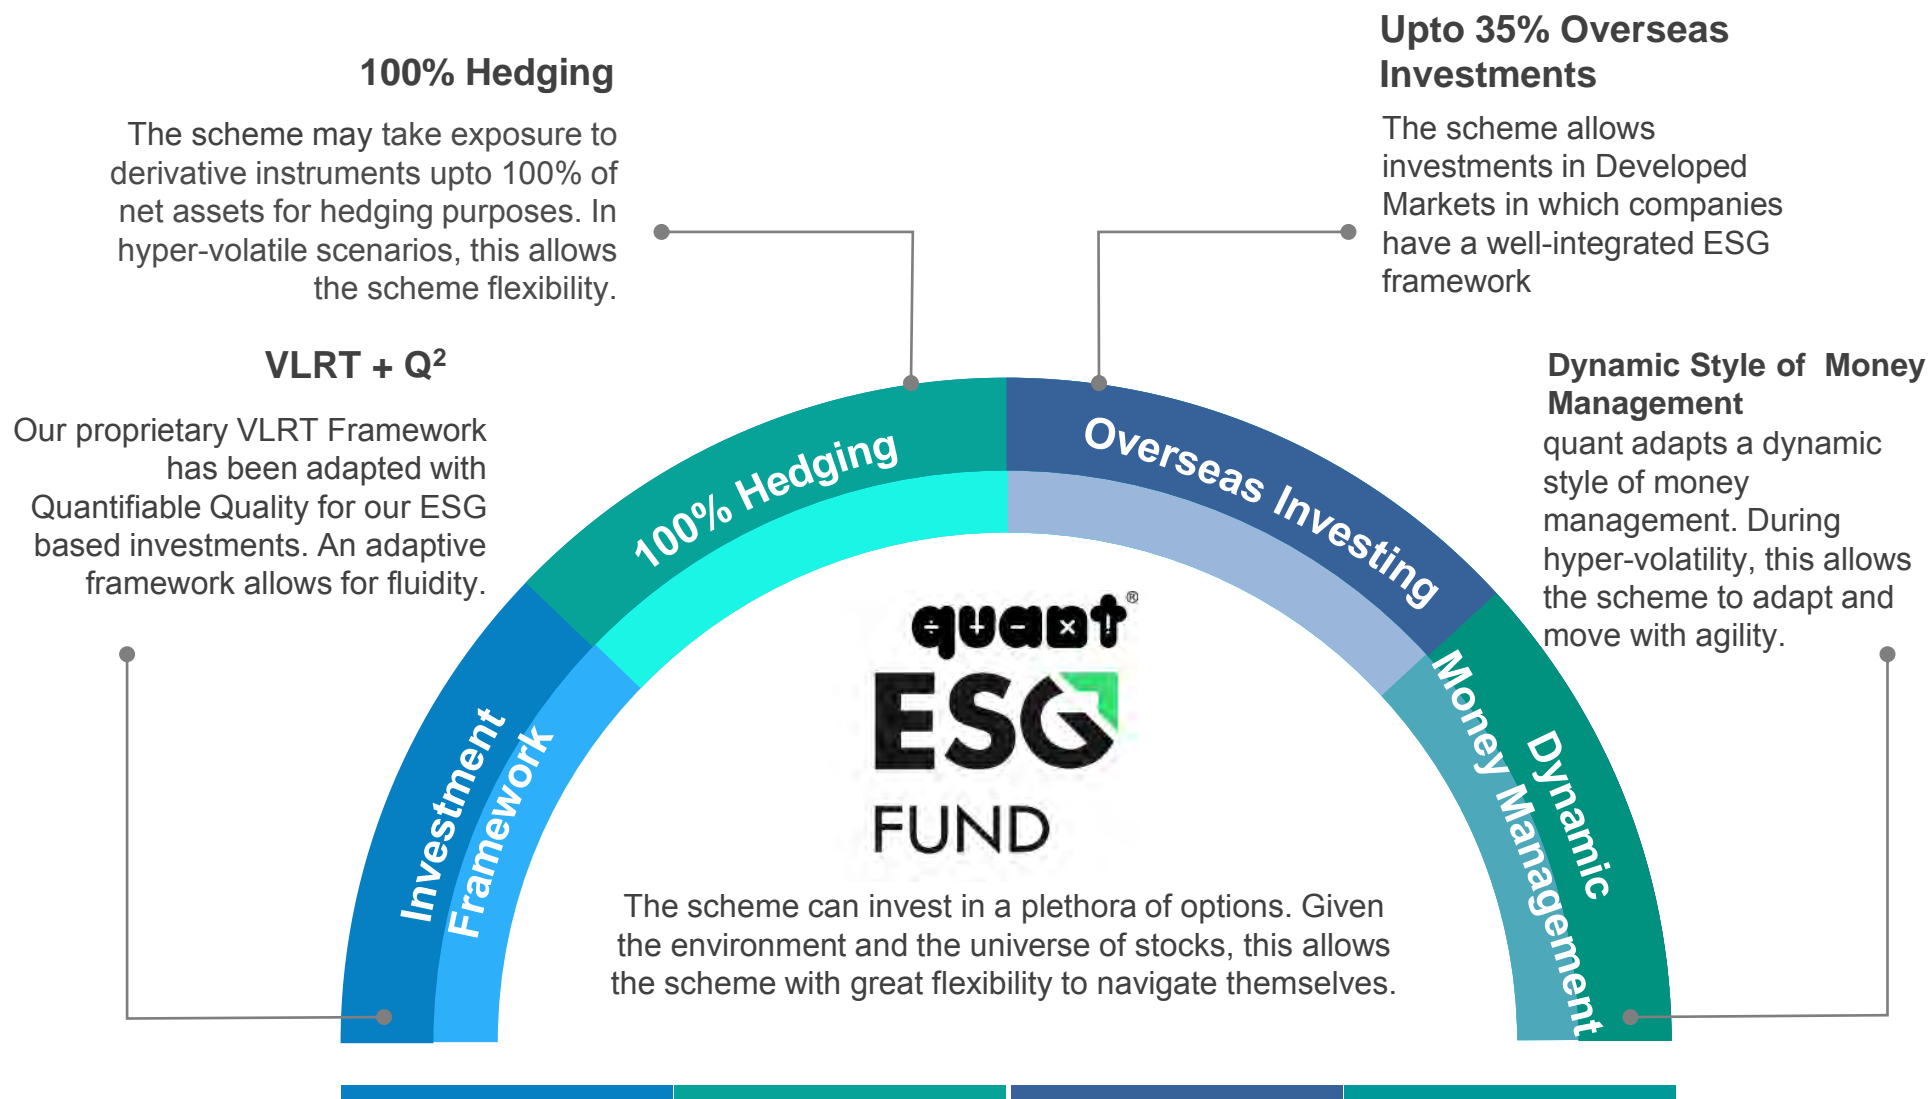 100% Hedging
The scheme may take exposure to
derivative instruments upto 100% of
net assets for hedging purposes. In
hyper-volatile scenarios, this allows
the scheme flexibility.
Upto 35% Overseas
Investments
The scheme allows
investments in Developed
Markets in which companies
have a well-integrated ESG
framework
VLRT + Q²
Our proprietary VLRT Framework
has been adapted with
Quantifiable Quality for our ESG
based investments. An adaptive
framework allows for fluidity.
Dynamic Style of Money
Management
quant adapts a dynamic
style of money
management. During
hyper-volatility, this allows
the scheme to adapt and
move with agility.
Investment
Framework
100% Hedging
Overseas Investing
Dynamic
Money Management
quant®
÷ + − × !
ESG
FUND
The scheme can invest in a plethora of options. Given
the environment and the universe of stocks, this allows
the scheme with great flexibility to navigate themselves.